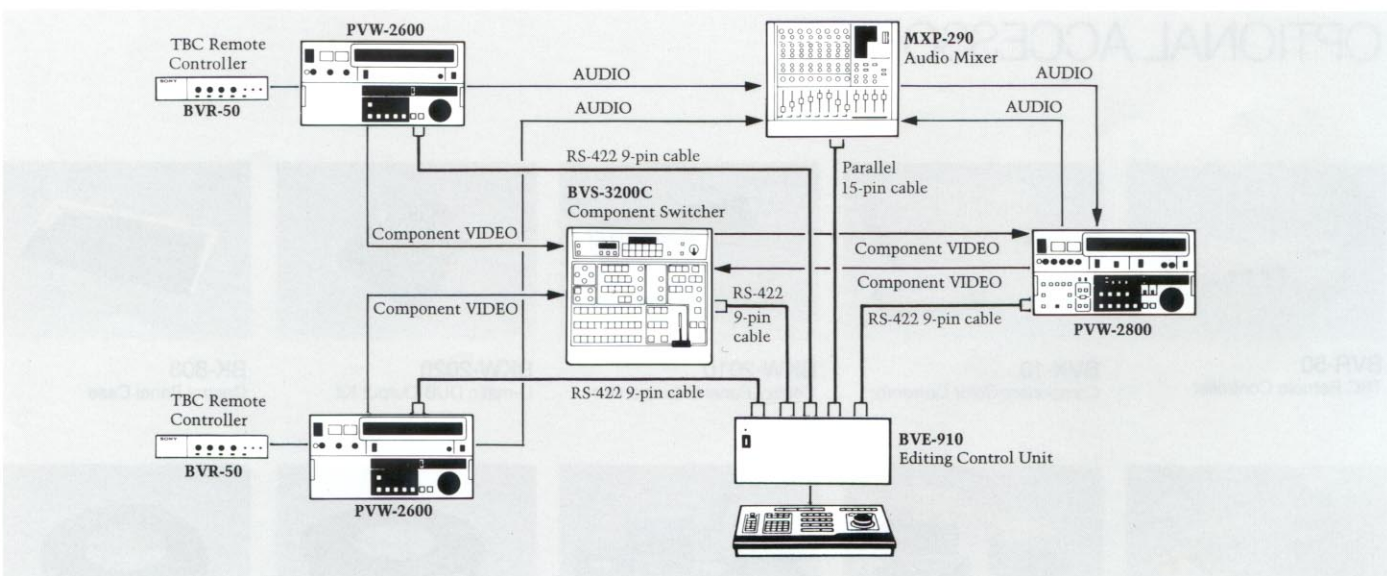 PVW-2600
TBC Remote
Controller
SONY
BVR-50
AUDIO
AUDIO
MXP-290
Audio Mixer
AUDIO
AUDIO
RS-422 9-pin cable
Parallel
15-pin cable
BVS-3200C
Component Switcher
Component VIDEO
Component VIDEO
Component VIDEO
Component VIDEO
RS-422
9-pin
cable
RS-422 9-pin cable
PVW-2800
RS-422 9-pin cable
TBC Remote
Controller
SONY
BVR-50
PVW-2600
BVE-910
Editing Control Unit